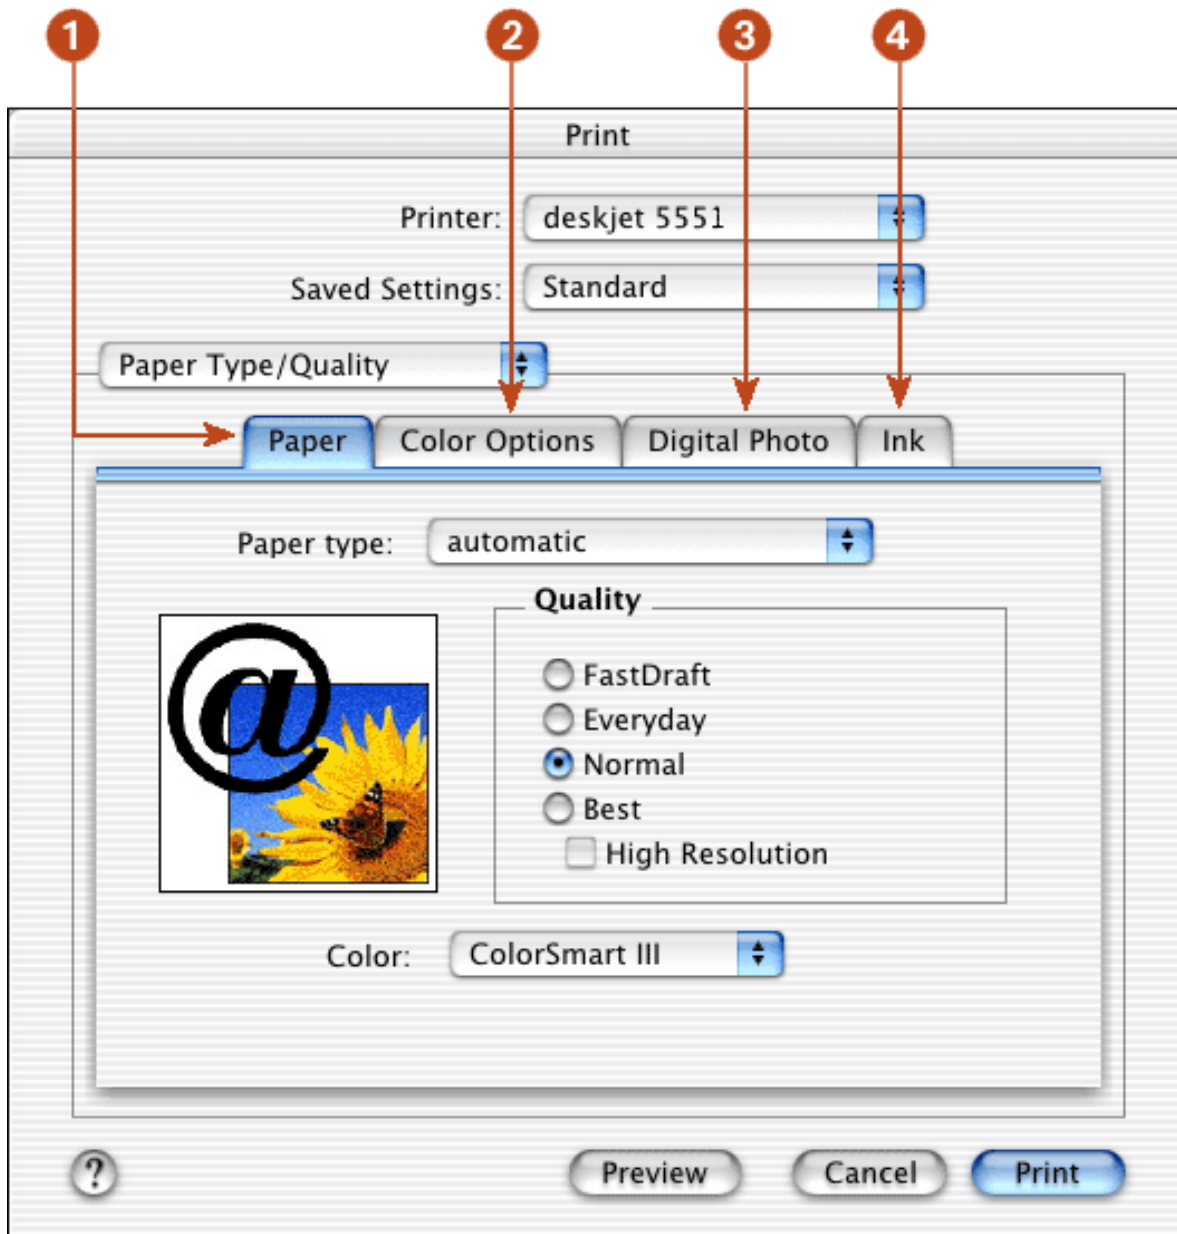 1 2 3 4
Print
Printer: deskjet 5551
Saved Settings: Standard
Paper Type/Quality
Paper Color Options Digital Photo Ink
Paper type: automatic
Quality
FastDraft
Everyday
Normal
Best
High Resolution
@
Color: ColorSmart III
? Preview Cancel Print